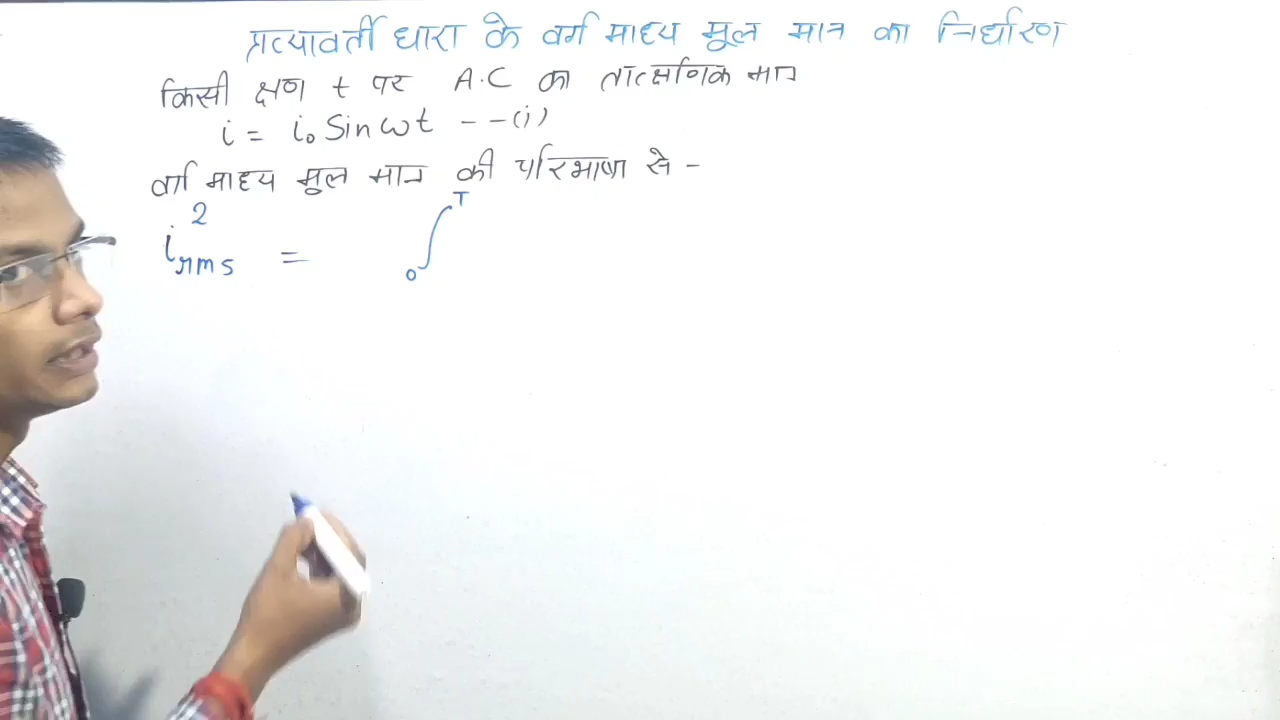 प्रत्यावर्ती धारा के वर्ग माध्य मूल मान का निर्धारण
किसी क्षण t पर A.C का तात्क्षणिक मान
i = i₀ Sin ωt - - (i)
वर्ग माध्य मूल मान की परिभाषा से -
i²rms = ∫₀ᵀ